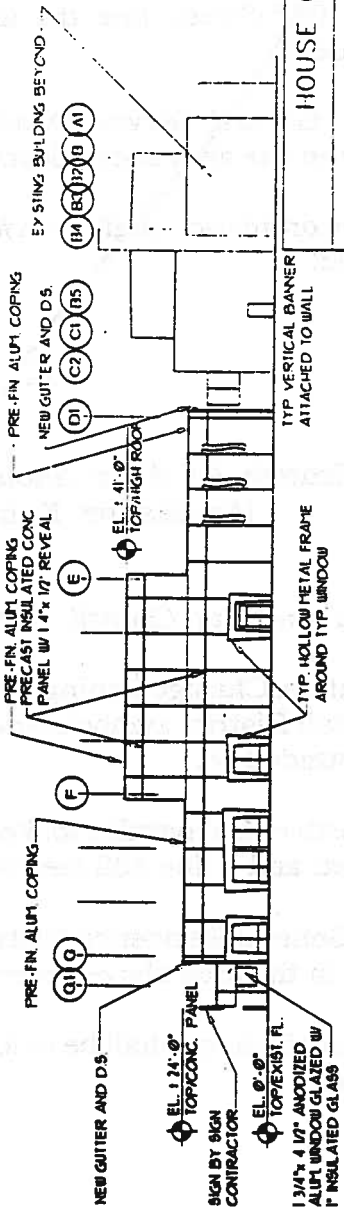 PRE-FIN. ALUM. COPING
PRE-FIN. ALUM. COPING
PRECAST INSULATED CONC.
PANEL W/ 1 4"x 1/2" REVEAL
PRE-FIN. ALUM. COPING
NEW GUTTER AND D.S.
EXISTING BUILDING BEYOND
G1
G
F
E
D1
C2
C1
B5
B4
B3
B2
B
A1
NEW GUTTER AND D.S.
EL. ± 24'-0"
TOP/CONC. PANEL
EL. ± 41'-0"
TOP/HIGH ROOF
SIGN BY SIGN
CONTRACTOR
EL. 0'-0"
TOP/EXIST. FL.
1 3/4"x 4 1/2" ANODIZED
ALUM. WINDOW GLAZED W/
1" INSULATED GLASS
TYP. HOLLOW METAL FRAME
AROUND TYP. WINDOW
TYP. VERTICAL BANNER
ATTACHED TO WALL
HOUSE